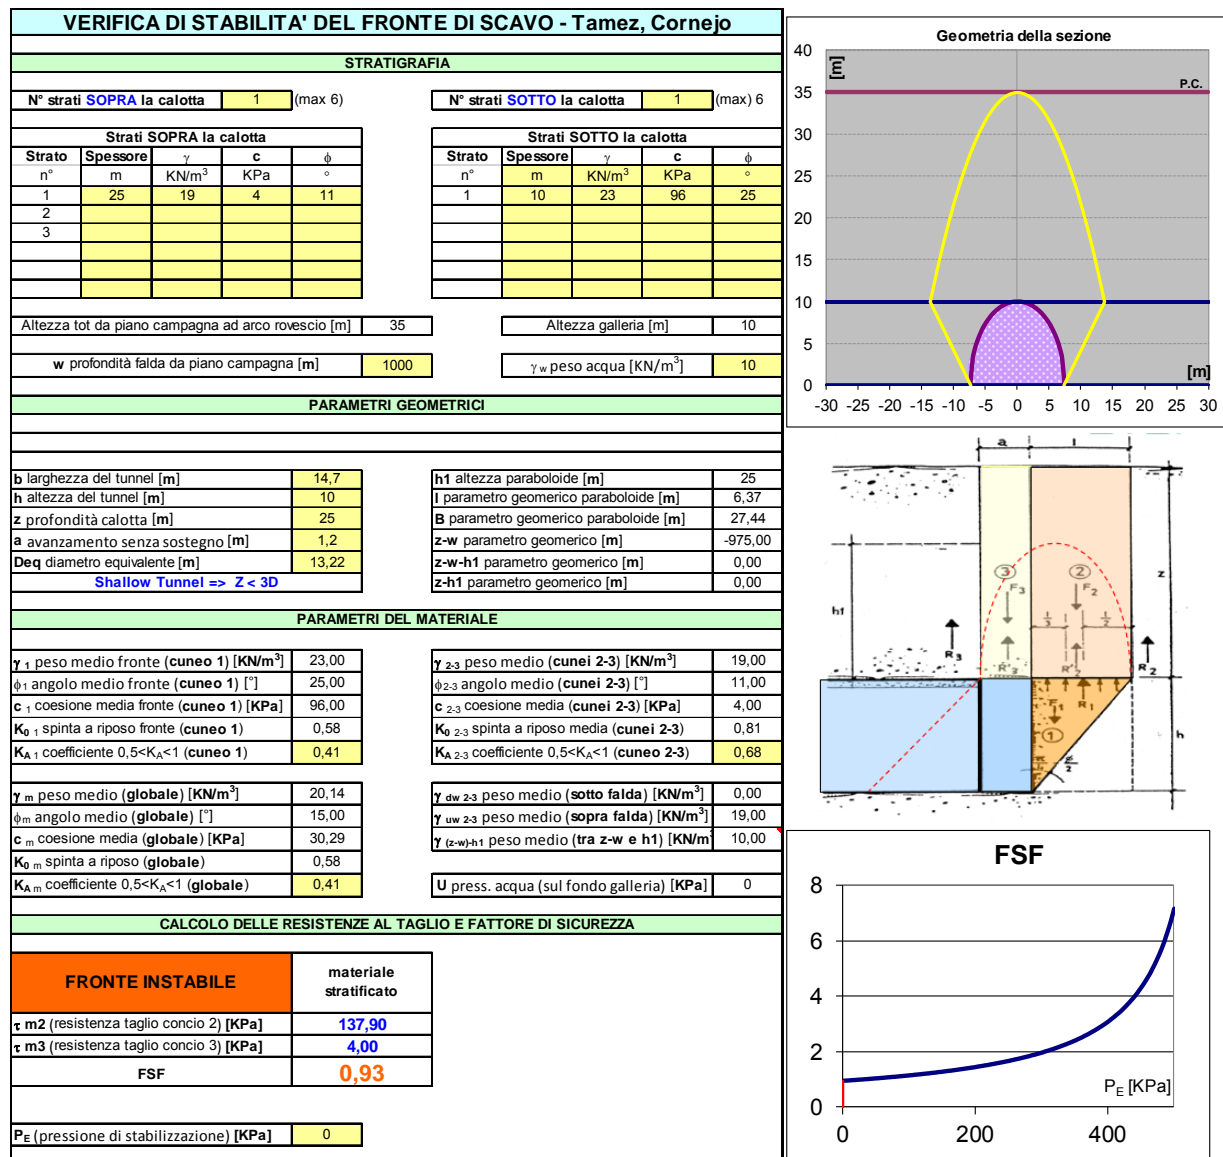 VERIFICA DI STABILITA' DEL FRONTE DI SCAVO - Tamez, Cornejo
STRATIGRAFIA
N° strati SOPRA la calotta 1 (max 6)
N° strati SOTTO la calotta 1 (max) 6
Strati SOPRA la calotta
Strato Spessore γ c ϕ
n° m KN/m³ KPa °
1 25 19 4 11
2
3
Strati SOTTO la calotta
Strato Spessore γ c ϕ
n° m KN/m³ KPa °
1 10 23 96 25
Altezza tot da piano campagna ad arco rovescio [m] 35
Altezza galleria [m] 10
w profondità falda da piano campagna [m] 1000
γ w peso acqua [KN/m³] 10
PARAMETRI GEOMETRICI
b larghezza del tunnel [m] 14,7
h altezza del tunnel [m] 10
z profondità calotta [m] 25
a avanzamento senza sostegno [m] 1,2
Deq diametro equivalente [m] 13,22
Shallow Tunnel => Z < 3D
h1 altezza paraboloide [m] 25
l parametro geomerico paraboloide [m] 6,37
B parametro geomerico paraboloide [m] 27,44
z-w parametro geomerico [m] -975,00
z-w-h1 parametro geomerico [m] 0,00
z-h1 parametro geomerico [m] 0,00
PARAMETRI DEL MATERIALE
γ 1 peso medio fronte (cuneo 1) [KN/m³] 23,00
ϕ1 angolo medio fronte (cuneo 1) [°] 25,00
c 1 coesione media fronte (cuneo 1) [KPa] 96,00
K0 1 spinta a riposo fronte (cuneo 1) 0,58
KA 1 coefficiente 0,5<KA<1 (cuneo 1) 0,41
γ 2-3 peso medio (cunei 2-3) [KN/m³] 19,00
ϕ2-3 angolo medio (cunei 2-3) [°] 11,00
c 2-3 coesione media (cunei 2-3) [KPa] 4,00
K0 2-3 spinta a riposo media (cunei 2-3) 0,81
KA 2-3 coefficiente 0,5<KA<1 (cuneo 2-3) 0,68
γ m peso medio (globale) [KN/m³] 20,14
ϕm angolo medio (globale) [°] 15,00
c m coesione media (globale) [KPa] 30,29
K0 m spinta a riposo (globale) 0,58
KA m coefficiente 0,5<KA<1 (globale) 0,41
γ dw 2-3 peso medio (sotto falda) [KN/m³] 0,00
γ uw 2-3 peso medio (sopra falda) [KN/m³] 19,00
γ (z-w)-h1 peso medio (tra z-w e h1) [KN/m 10,00
U press. acqua (sul fondo galleria) [KPa] 0
CALCOLO DELLE RESISTENZE AL TAGLIO E FATTORE DI SICUREZZA
FRONTE INSTABILE
materiale
stratificato
τ m2 (resistenza taglio concio 2) [KPa] 137,90
τ m3 (resistenza taglio concio 3) [KPa] 4,00
FSF 0,93
PE (pressione di stabilizzazione) [KPa] 0
Geometria della sezione
[m]
P.C.
40
35
30
25
20
15
10
5
0
[m]
-30 -25 -20 -15 -10 -5 0 5 10 15 20 25 30
a l
z
h1
3 2
F3 F2
l/3 l/2
R3 R'3 R'2 R2
F1 R1
1
h
FSF
8
6
4
2
0
PE [KPa]
0 200 400